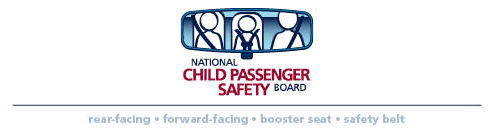 NATIONAL
CHILD PASSENGER
SAFETY BOARD
rear-facing • forward-facing • booster seat • safety belt